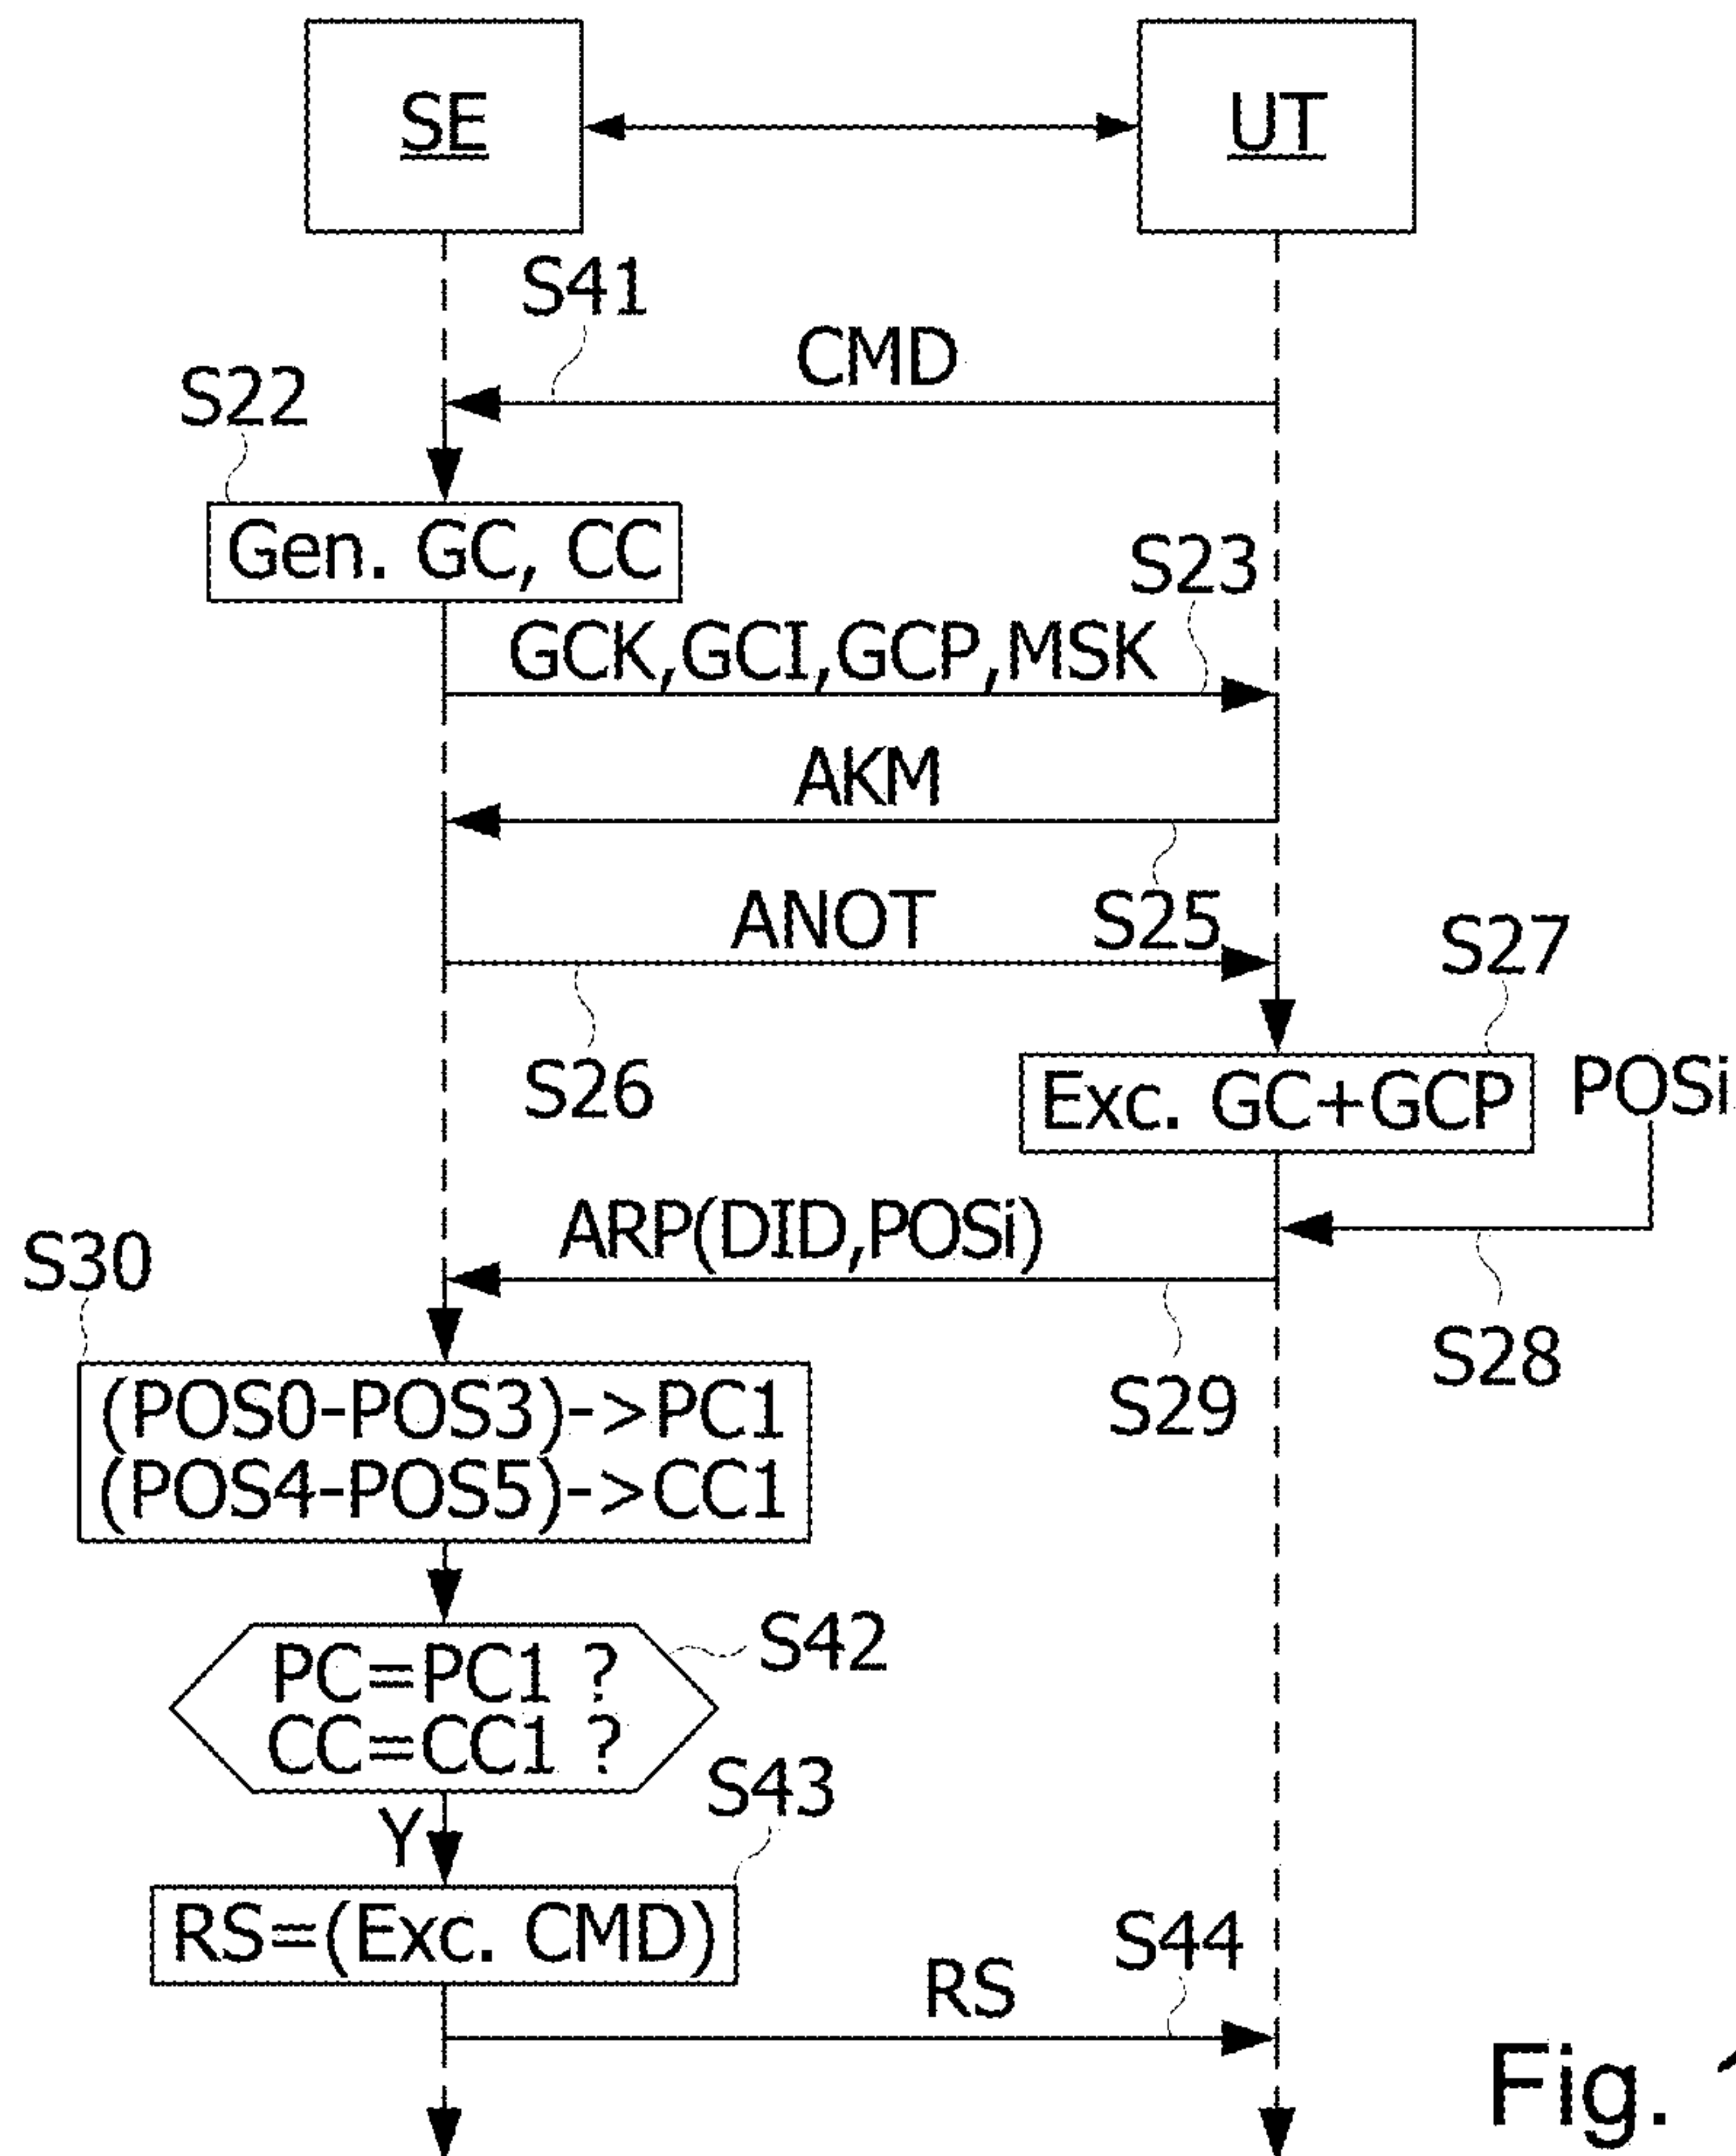 SE
UT
S41
CMD
S22
Gen. GC, CC
S23
GCK,GCI,GCP,MSK
AKM
S25
ANOT
S27
S26
Exc. GC+GCP
POSi
ARP(DID,POSi)
S30
S28
S29
(POS0-POS3)->PC1
(POS4-POS5)->CC1
S42
PC=PC1 ?
CC=CC1 ?
S43
Y
RS=(Exc. CMD)
S44
RS
Fig.